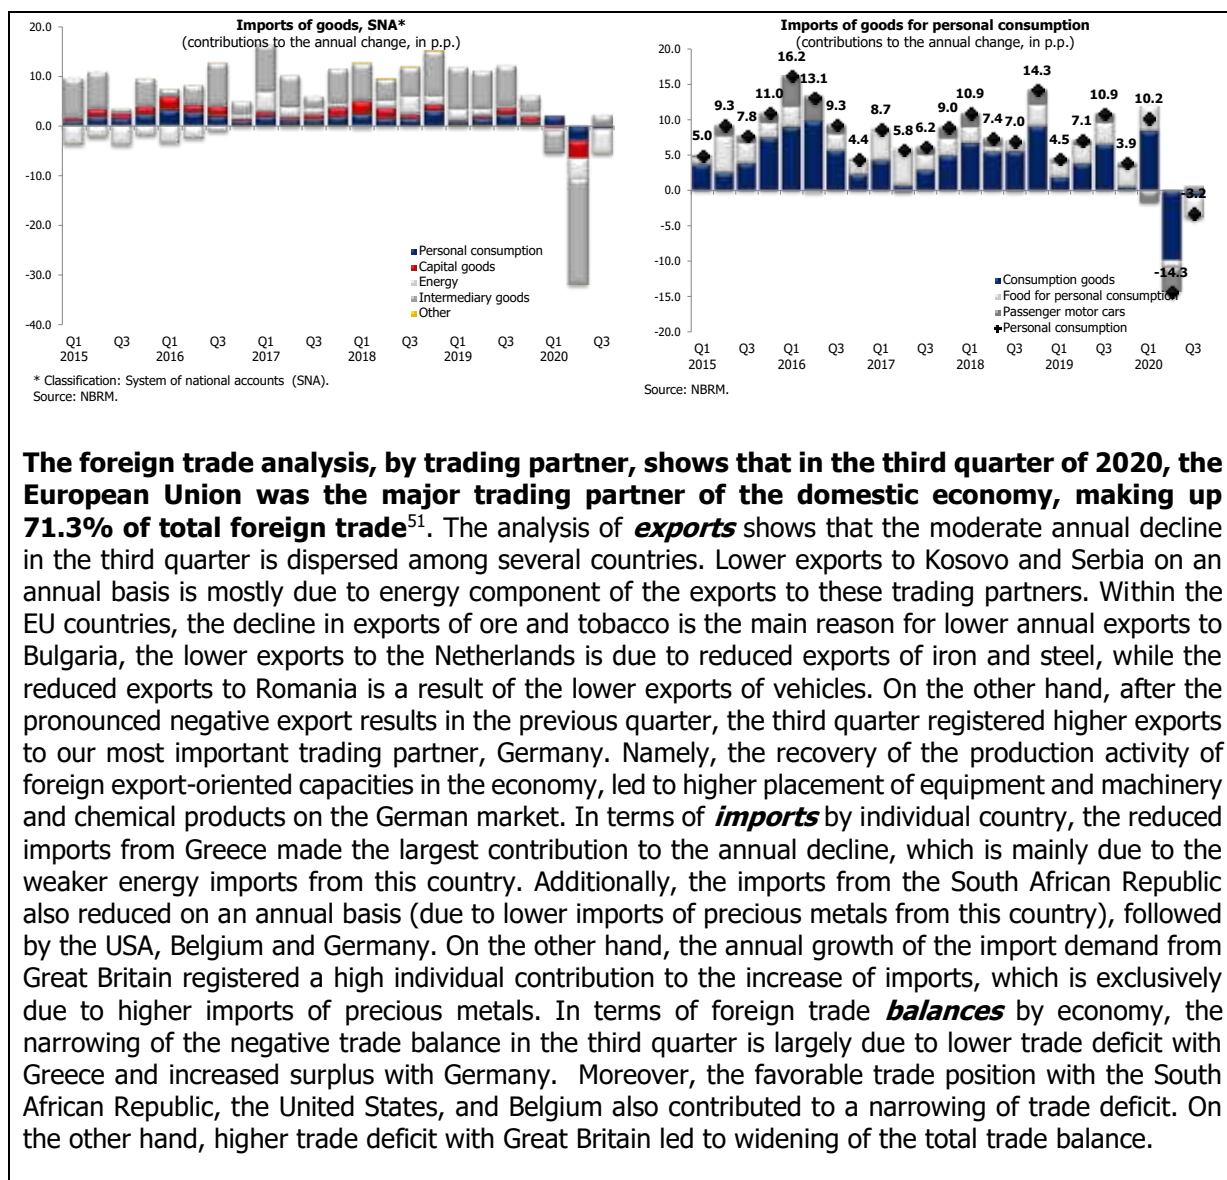 Imports of goods, SNA*
(contributions to the annual change, in p.p.)
20.0
10.0
0.0
-10.0
-20.0
-30.0
-40.0
Personal consumption
Capital goods
Energy
Intermediary goods
Other
Q1 Q3 Q1 Q3 Q1 Q3 Q1 Q3 Q1 Q3 Q1 Q3
2015 2016 2017 2018 2019 2020
* Classification: System of national accounts (SNA).
Source: NBRM.
Imports of goods for personal consumption
(contributions to the annual change, in p.p.)
20.0
15.0
10.0
5.0
0.0
-5.0
-10.0
-15.0
-20.0
5.0 9.3 7.8 11.0 16.2 13.1 9.3 4.4 8.7 5.8 6.2 9.0 10.9 7.4 7.0 14.3 4.5 7.1 10.9 3.9 10.2 -14.3 -3.2
Consumption goods
Food for personal consumption
Passenger motor cars
Personal consumption
Q1 Q3 Q1 Q3 Q1 Q3 Q1 Q3 Q1 Q3 Q1 Q3
2015 2016 2017 2018 2019 2020
Source: NBRM.
The foreign trade analysis, by trading partner, shows that in the third quarter of 2020, the
European Union was the major trading partner of the domestic economy, making up
71.3% of total foreign trade51. The analysis of exports shows that the moderate annual decline
in the third quarter is dispersed among several countries. Lower exports to Kosovo and Serbia on an
annual basis is mostly due to energy component of the exports to these trading partners. Within the
EU countries, the decline in exports of ore and tobacco is the main reason for lower annual exports to
Bulgaria, the lower exports to the Netherlands is due to reduced exports of iron and steel, while the
reduced exports to Romania is a result of the lower exports of vehicles. On the other hand, after the
pronounced negative export results in the previous quarter, the third quarter registered higher exports
to our most important trading partner, Germany. Namely, the recovery of the production activity of
foreign export-oriented capacities in the economy, led to higher placement of equipment and machinery
and chemical products on the German market. In terms of imports by individual country, the reduced
imports from Greece made the largest contribution to the annual decline, which is mainly due to the
weaker energy imports from this country. Additionally, the imports from the South African Republic
also reduced on an annual basis (due to lower imports of precious metals from this country), followed
by the USA, Belgium and Germany. On the other hand, the annual growth of the import demand from
Great Britain registered a high individual contribution to the increase of imports, which is exclusively
due to higher imports of precious metals. In terms of foreign trade balances by economy, the
narrowing of the negative trade balance in the third quarter is largely due to lower trade deficit with
Greece and increased surplus with Germany. Moreover, the favorable trade position with the South
African Republic, the United States, and Belgium also contributed to a narrowing of trade deficit. On
the other hand, higher trade deficit with Great Britain led to widening of the total trade balance.